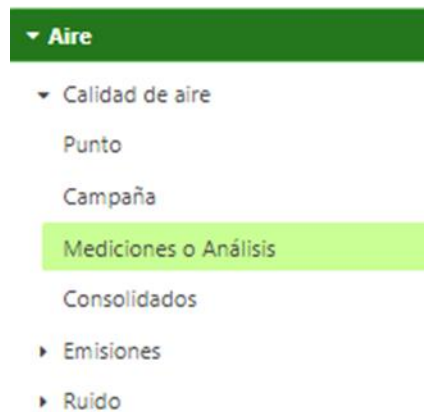 Aire
Calidad de aire
Punto
Campaña
Mediciones o Análisis
Consolidados
Emisiones
Ruido